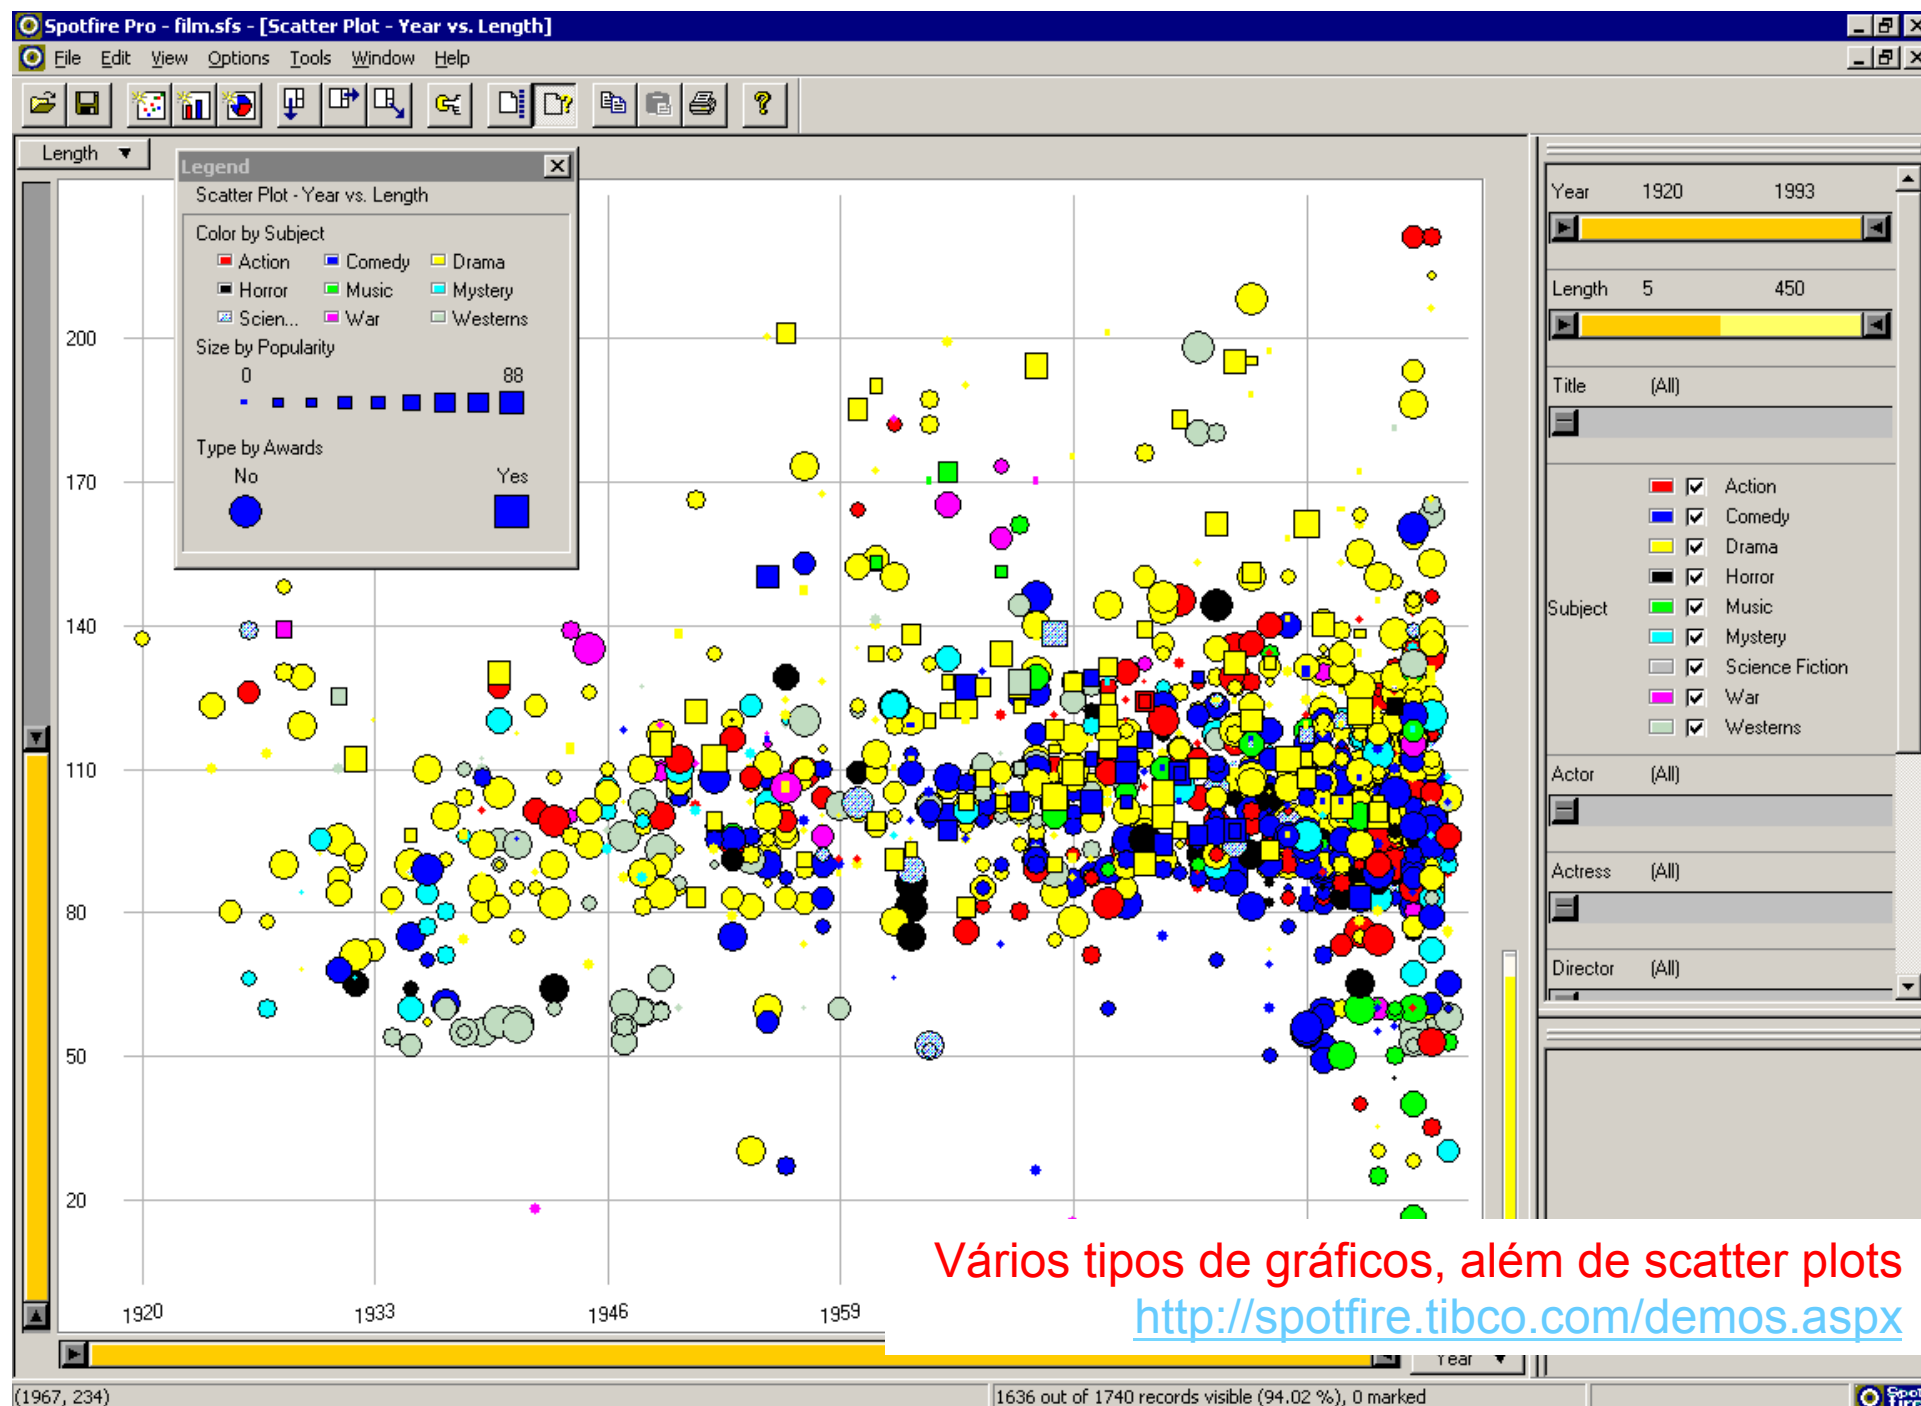 Spotfire Pro - film.sfs - [Scatter Plot - Year vs. Length]
File Edit View Options Tools Window Help
Length
Legend
Scatter Plot - Year vs. Length
Color by Subject
Action Comedy Drama
Horror Music Mystery
Scien... War Westerns
Size by Popularity
0 88
Type by Awards
No Yes
200
170
140
110
80
50
20
1920 1933 1946 1959
Year
Year 1920 1993
Length 5 450
Title (All)
Subject
Action
Comedy
Drama
Horror
Music
Mystery
Science Fiction
War
Westerns
Actor (All)
Actress (All)
Director (All)
Vários tipos de gráficos, além de scatter plots
http://spotfire.tibco.com/demos.aspx
(1967, 234)
1636 out of 1740 records visible (94.02 %), 0 marked